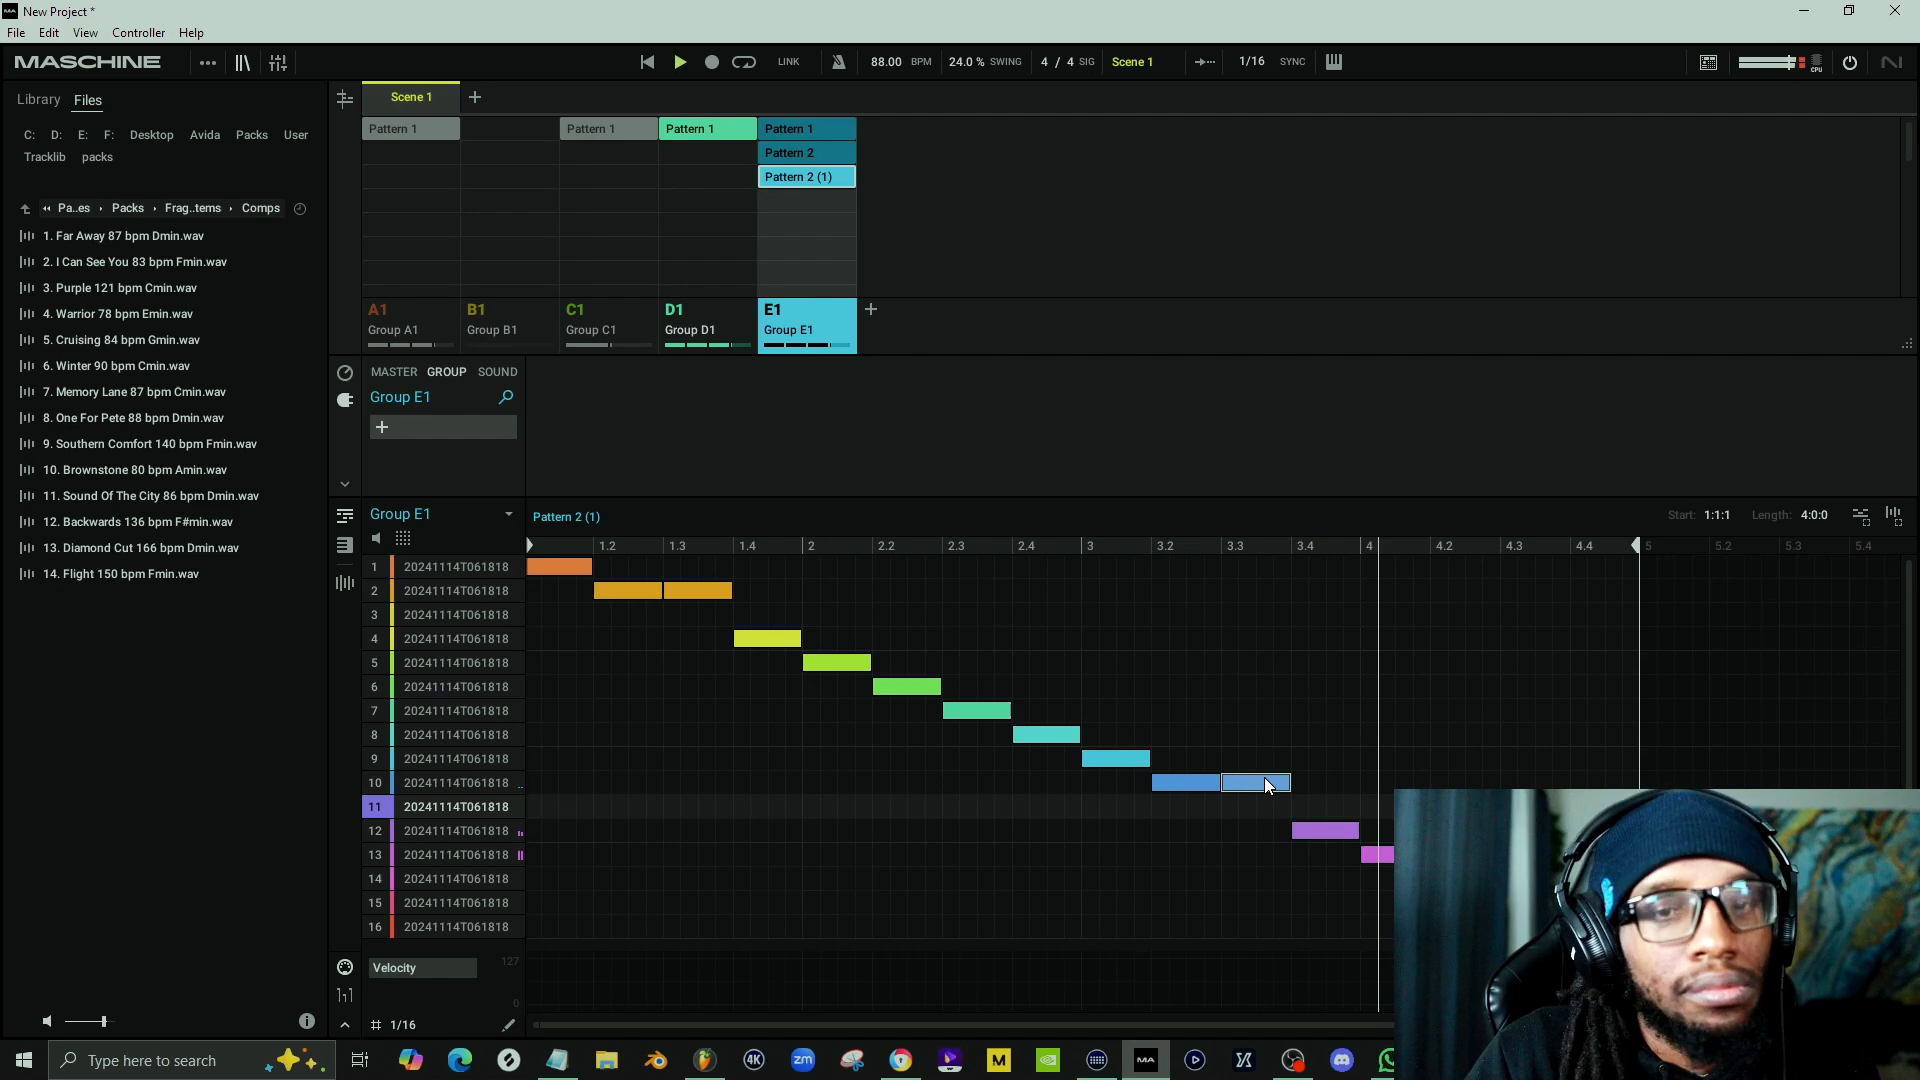 New Project *
File Edit View Controller Help
MASCHINE LINK 88.00 BPM 24.0 % SWING 4 / 4 SIG Scene 1 1/16 SYNC CPU
Library Files
Scene 1
C: D: E: F: Desktop Avida Packs User
Tracklib packs
Pattern 1 Pattern 1 Pattern 1 Pattern 1
Pattern 2
Pattern 2 (1)
Pa..es Packs Frag..tems Comps
1. Far Away 87 bpm Dmin.wav
2. I Can See You 83 bpm Fmin.wav
3. Purple 121 bpm Cmin.wav
4. Warrior 78 bpm Emin.wav
5. Cruising 84 bpm Gmin.wav
6. Winter 90 bpm Cmin.wav
7. Memory Lane 87 bpm Cmin.wav
8. One For Pete 88 bpm Dmin.wav
9. Southern Comfort 140 bpm Fmin.wav
10. Brownstone 80 bpm Amin.wav
11. Sound Of The City 86 bpm Dmin.wav
12. Backwards 136 bpm F#min.wav
13. Diamond Cut 166 bpm Dmin.wav
14. Flight 150 bpm Fmin.wav
A1 B1 C1 D1 E1
Group A1 Group B1 Group C1 Group D1 Group E1
MASTER GROUP SOUND
Group E1
Group E1
Pattern 2 (1) Start: 1:1:1 Length: 4:0:0
1.2 1.3 1.4 2 2.2 2.3 2.4 3 3.2 3.3 3.4 4 4.2 4.3 4.4 5 5.2 5.3 5.4
1 20241114T061818
2 20241114T061818
3 20241114T061818
4 20241114T061818
5 20241114T061818
6 20241114T061818
7 20241114T061818
8 20241114T061818
9 20241114T061818
10 20241114T061818
11 20241114T061818
12 20241114T061818
13 20241114T061818
14 20241114T061818
15 20241114T061818
16 20241114T061818
Velocity 127
0
1/16
Type here to search 4K zm M MA